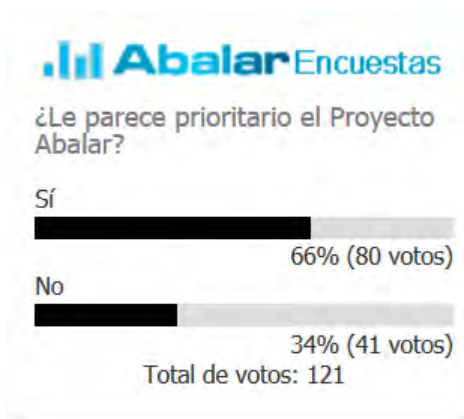 Abalar Encuestas
¿Le parece prioritario el Proyecto
Abalar?
Sí
66% (80 votos)
No
34% (41 votos)
Total de votos: 121